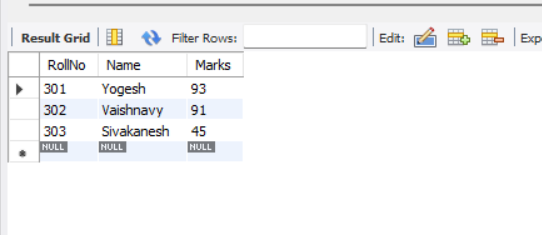 Result Grid Filter Rows: Edit:
RollNo Name Marks
301 Yogesh 93
302 Vaishnavy 91
303 Sivakanesh 45
NULL NULL NULL